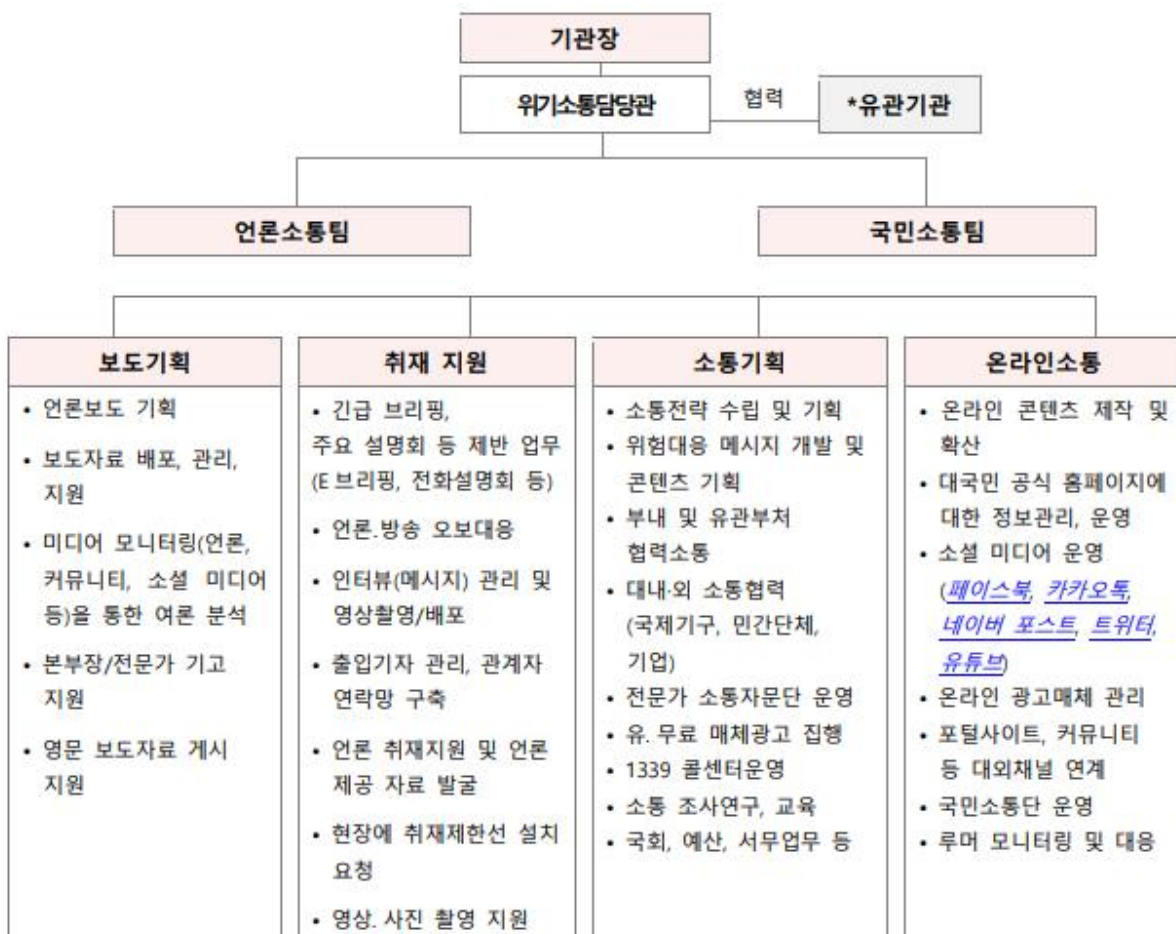 기관장
위기소통담당관
협력
*유관기관
언론소통팀
국민소통팀
보도기획
• 언론보도 기획
• 보도자료 배포, 관리,
지원
• 미디어 모니터링(언론,
커뮤니티, 소셜 미디어
등)을 통한 여론 분석
• 본부장/전문가 기고
지원
• 영문 보도자료 게시
지원
취재 지원
• 긴급 브리핑,
주요 설명회 등 제반 업무
(E 브리핑, 전화설명회 등)
• 언론.방송 오보대응
• 인터뷰(메시지) 관리 및
영상촬영/배포
• 출입기자 관리, 관계자
연락망 구축
• 언론 취재지원 및 언론
제공 자료 발굴
• 현장에 취재제한선 설치
요청
• 영상. 사진 촬영 지원
소통기획
• 소통전략 수립 및 기획
• 위험대응 메시지 개발 및
콘텐츠 기획
• 부내 및 유관부처
협력소통
• 대내·외 소통협력
(국제기구, 민간단체,
기업)
• 전문가 소통자문단 운영
• 유. 무료 매체광고 집행
• 1339 콜센터운영
• 소통 조사연구, 교육
• 국회, 예산, 서무업무 등
온라인소통
• 온라인 콘텐츠 제작 및
확산
• 대국민 공식 홈페이지에
대한 정보관리, 운영
• 소셜 미디어 운영
(페이스북, 카카오톡,
네이버 포스트, 트위터,
유튜브)
• 온라인 광고매체 관리
• 포털사이트, 커뮤니티
등 대외채널 연계
• 국민소통단 운영
• 루머 모니터링 및 대응